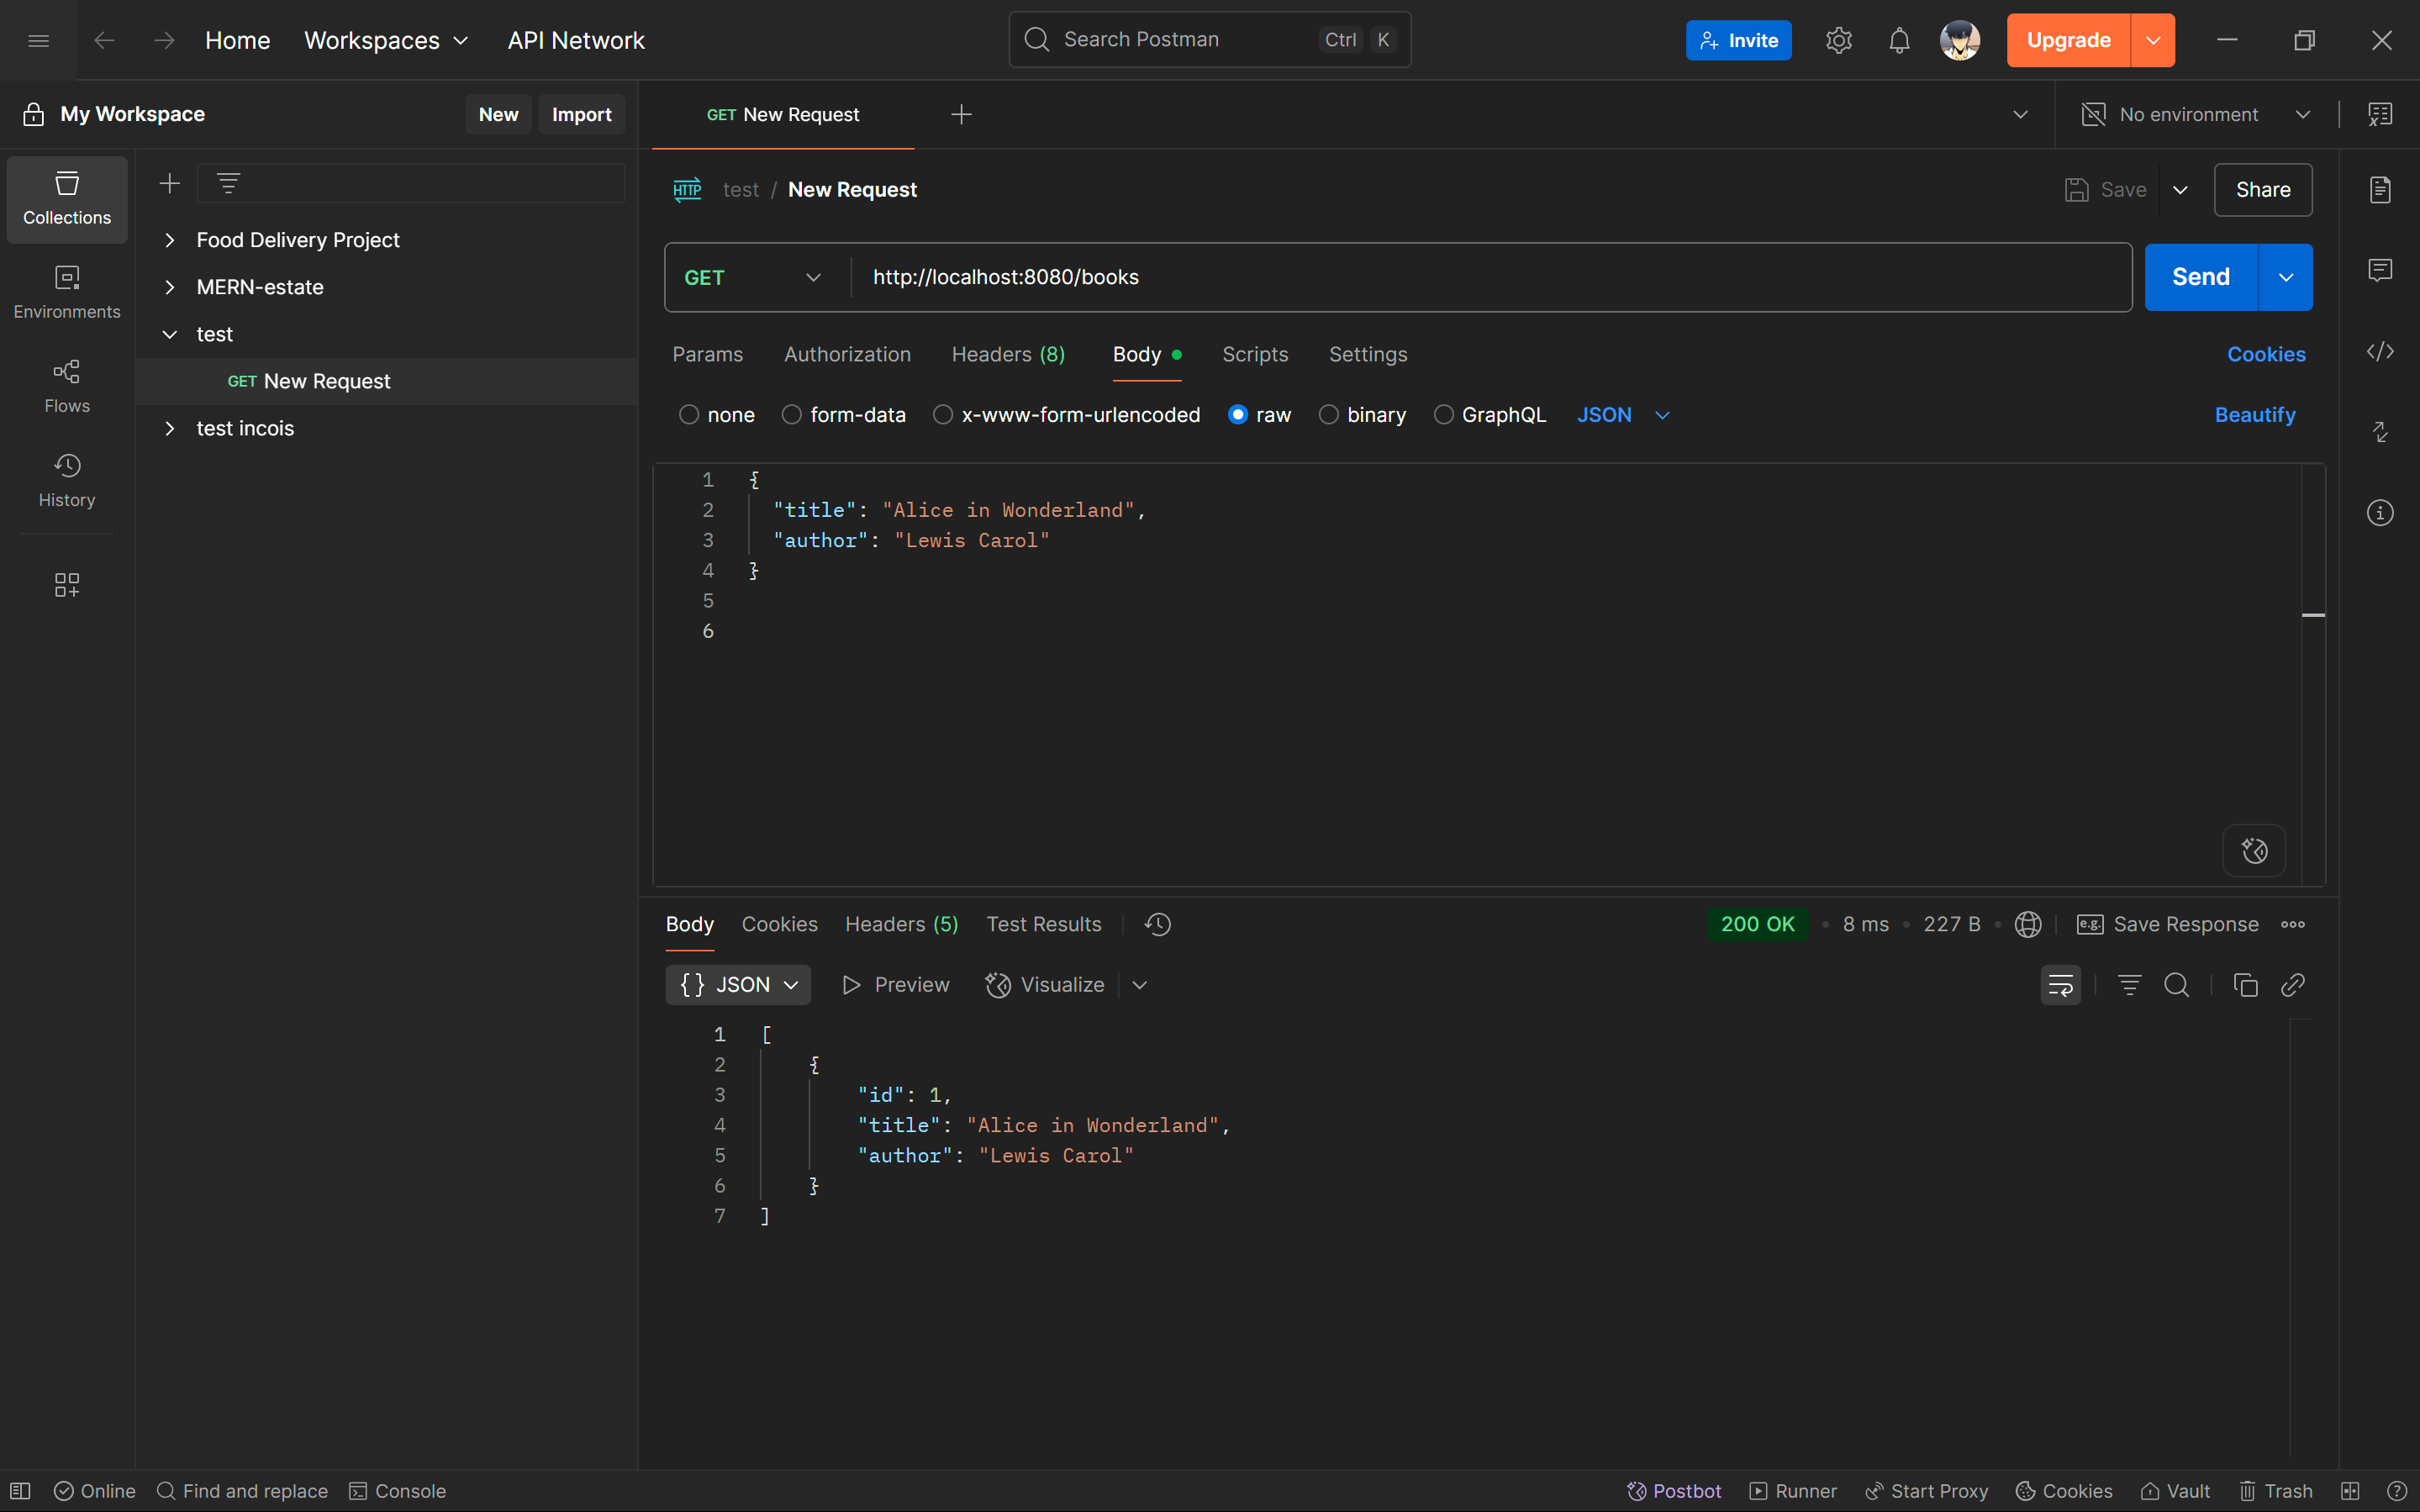 Home Workspaces API Network Search Postman Ctrl K Invite Upgrade
My Workspace New Import GET New Request No environment
Collections
Environments
Flows
History
Food Delivery Project
MERN-estate
test
GET New Request
test incois
HTTP test / New Request Save Share
GET http://localhost:8080/books Send
Params Authorization Headers (8) Body Scripts Settings Cookies
none form-data x-www-form-urlencoded raw binary GraphQL JSON Beautify
1 {
2 "title": "Alice in Wonderland",
3 "author": "Lewis Carol"
4 }
5
6
Body Cookies Headers (5) Test Results 200 OK 8 ms 227 B e.g. Save Response
{} JSON Preview Visualize
1 [
2 {
3 "id": 1,
4 "title": "Alice in Wonderland",
5 "author": "Lewis Carol"
6 }
7 ]
Online Find and replace Console Postbot Runner Start Proxy Cookies Vault Trash